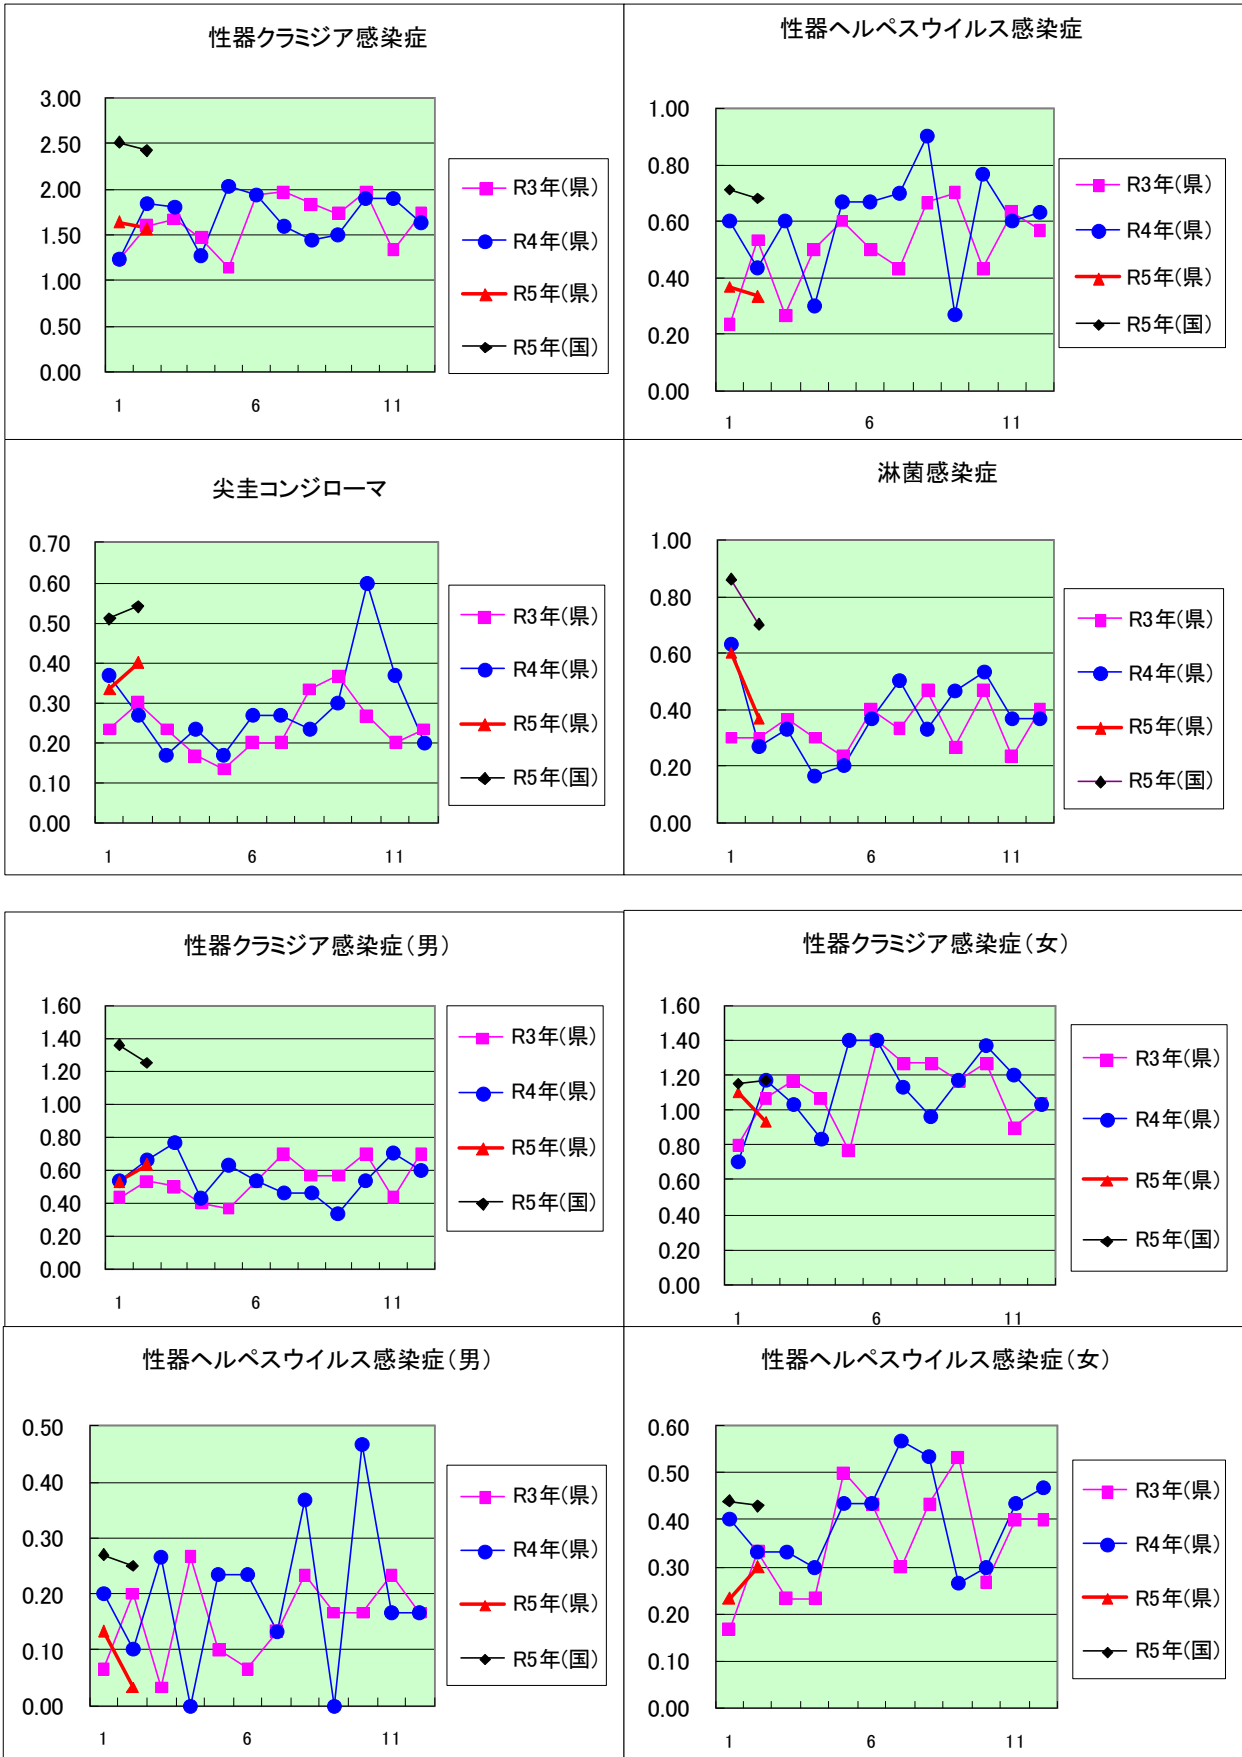 性器クラミジア感染症
3.00
2.50
2.00
1.50
1.00
0.50
0.00
1 6 11
R3年(県)
R4年(県)
R5年(県)
R5年(国)
性器ヘルペスウイルス感染症
1.00
0.80
0.60
0.40
0.20
0.00
1 6 11
R3年(県)
R4年(県)
R5年(県)
R5年(国)
尖圭コンジローマ
0.70
0.60
0.50
0.40
0.30
0.20
0.10
0.00
1 6 11
R3年(県)
R4年(県)
R5年(県)
R5年(国)
淋菌感染症
1.00
0.80
0.60
0.40
0.20
0.00
1 6 11
R3年(県)
R4年(県)
R5年(県)
R5年(国)
性器クラミジア感染症(男)
1.60
1.40
1.20
1.00
0.80
0.60
0.40
0.20
0.00
1 6 11
R3年(県)
R4年(県)
R5年(県)
R5年(国)
性器クラミジア感染症(女)
1.60
1.40
1.20
1.00
0.80
0.60
0.40
0.20
0.00
1 6 11
R3年(県)
R4年(県)
R5年(県)
R5年(国)
性器ヘルペスウイルス感染症(男)
0.50
0.40
0.30
0.20
0.10
0.00
1 6 11
R3年(県)
R4年(県)
R5年(県)
R5年(国)
性器ヘルペスウイルス感染症(女)
0.60
0.50
0.40
0.30
0.20
0.10
0.00
1 6 11
R3年(県)
R4年(県)
R5年(県)
R5年(国)